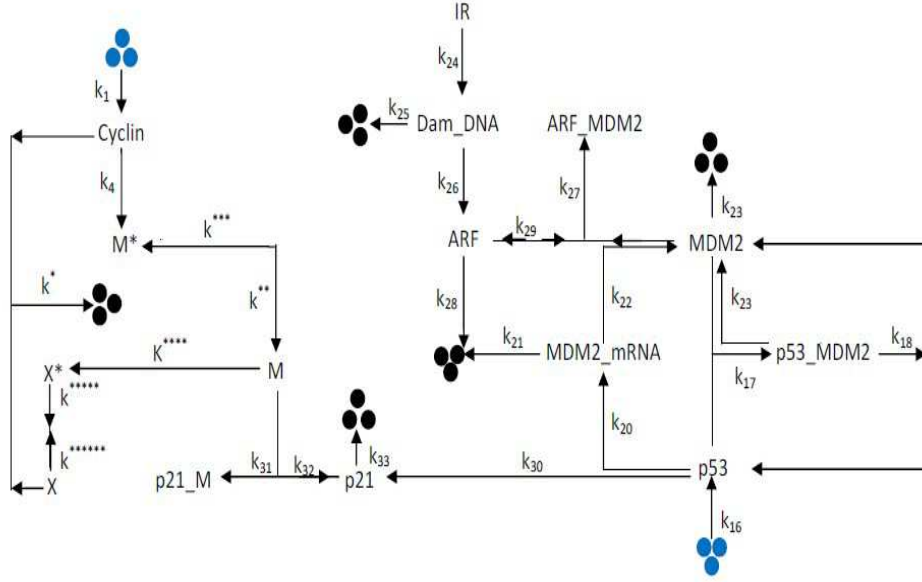 IR
k24
k1
k25
Cyclin
Dam_DNA
ARF_MDM2
k4
k26
k27
k23
k***
M*
ARF
k29
MDM2
k*
k**
k28
k22
k23
K****
k21
MDM2_mRNA
p53_MDM2
k18
X*
M
k17
k*****
k20
k******
k31
k32
k33
k30
X
p21_M
p21
p53
k16